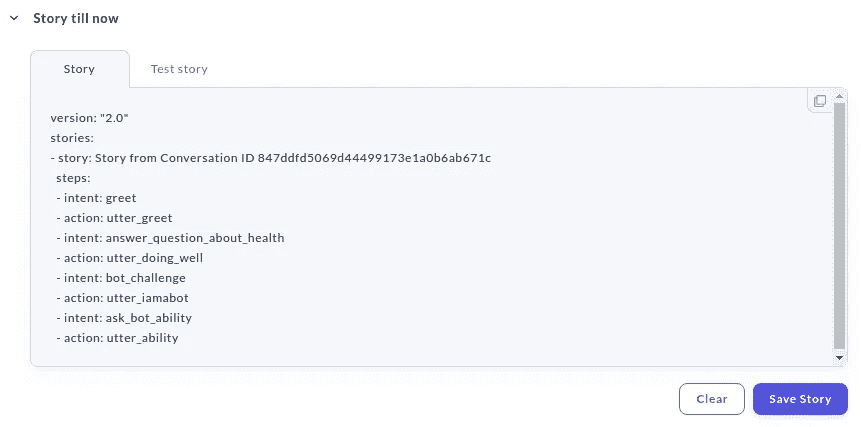 Story till now
Story
Test story
version: "2.0"
stories:
- story: Story from Conversation ID 847ddfd5069d44499173e1a0b6ab671c
steps:
- intent: greet
- action: utter_greet
- intent: answer_question_about_health
- action: utter_doing_well
- intent: bot_challenge
- action: utter_iamabot
- intent: ask_bot_ability
- action: utter_ability
Clear
Save Story